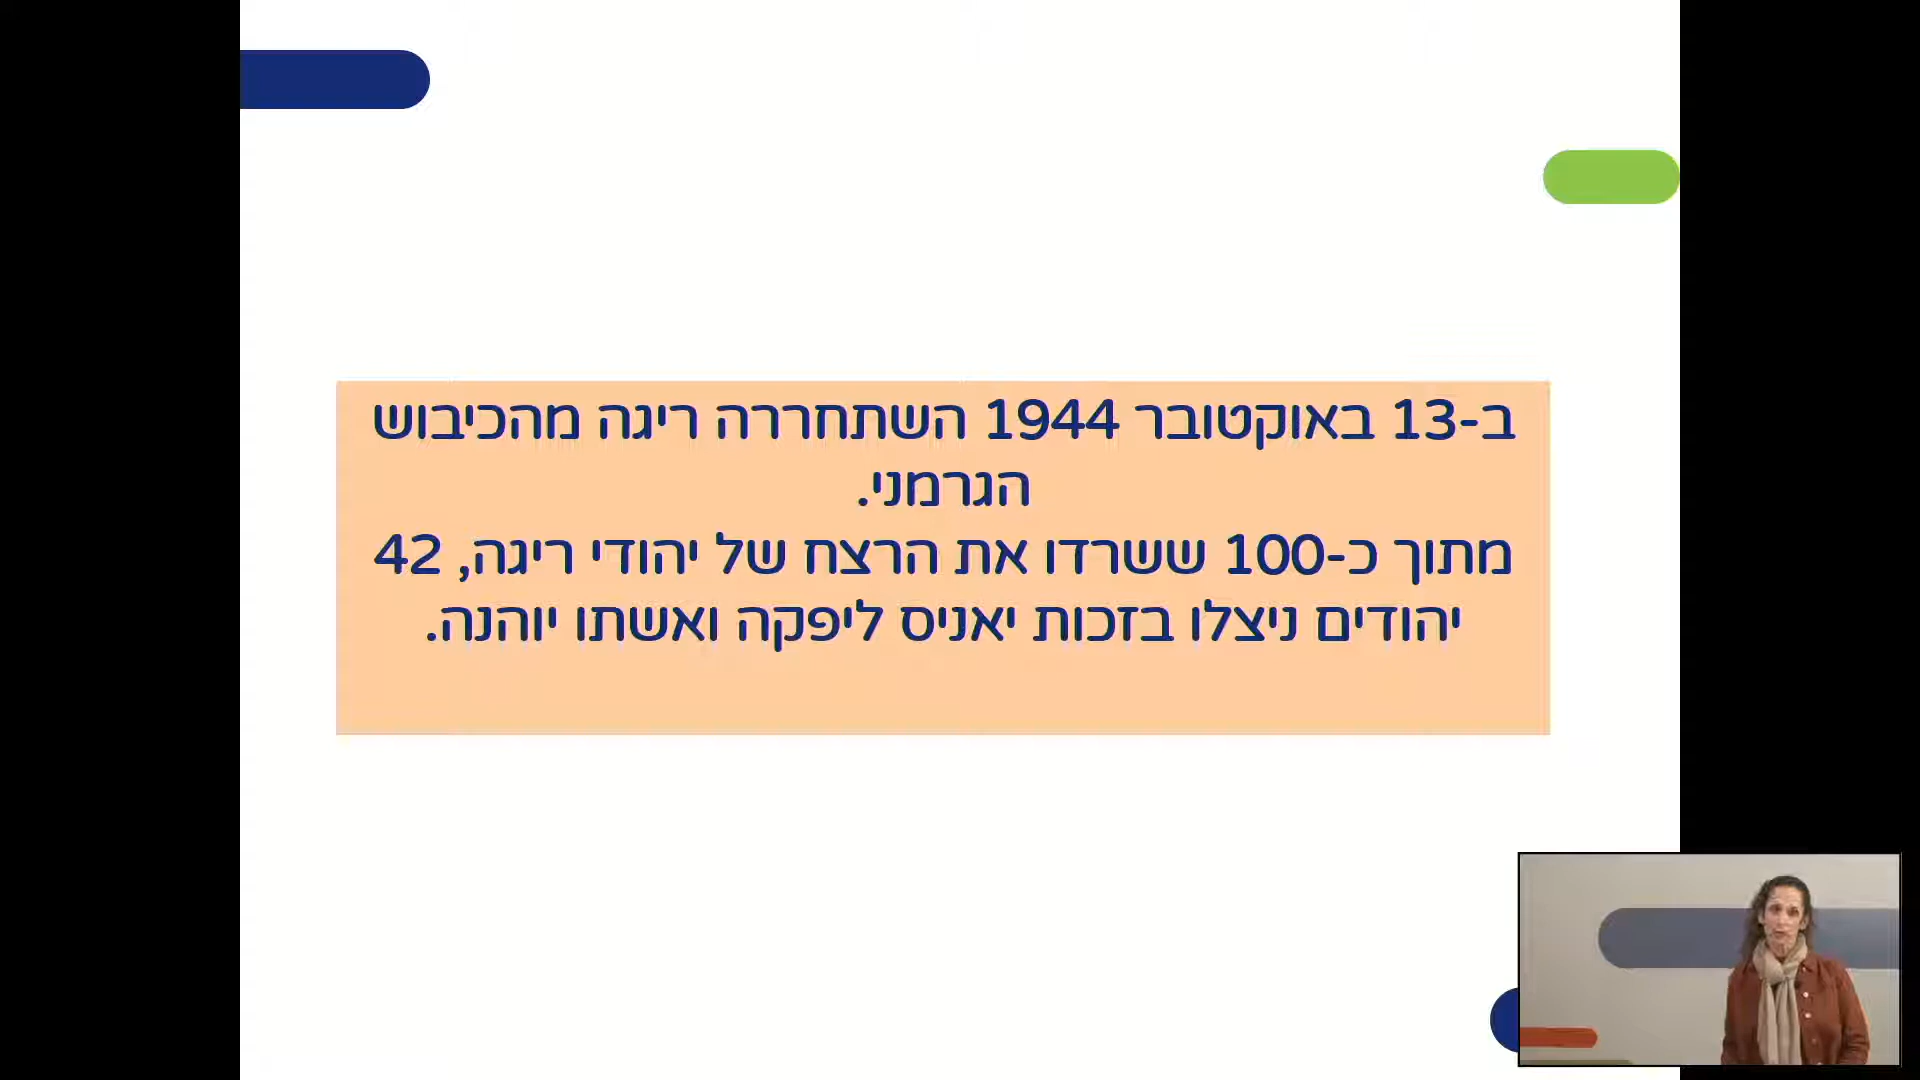 ב-13 באוקטובר 1944 השתחררה ריגה מהכיבוש
הגרמני.
מתוך כ-100 ששרדו את הרצח של יהודי ריגה, 42
יהודים ניצלו בזכות יאניס ליפקה ואשתו יוהנה.